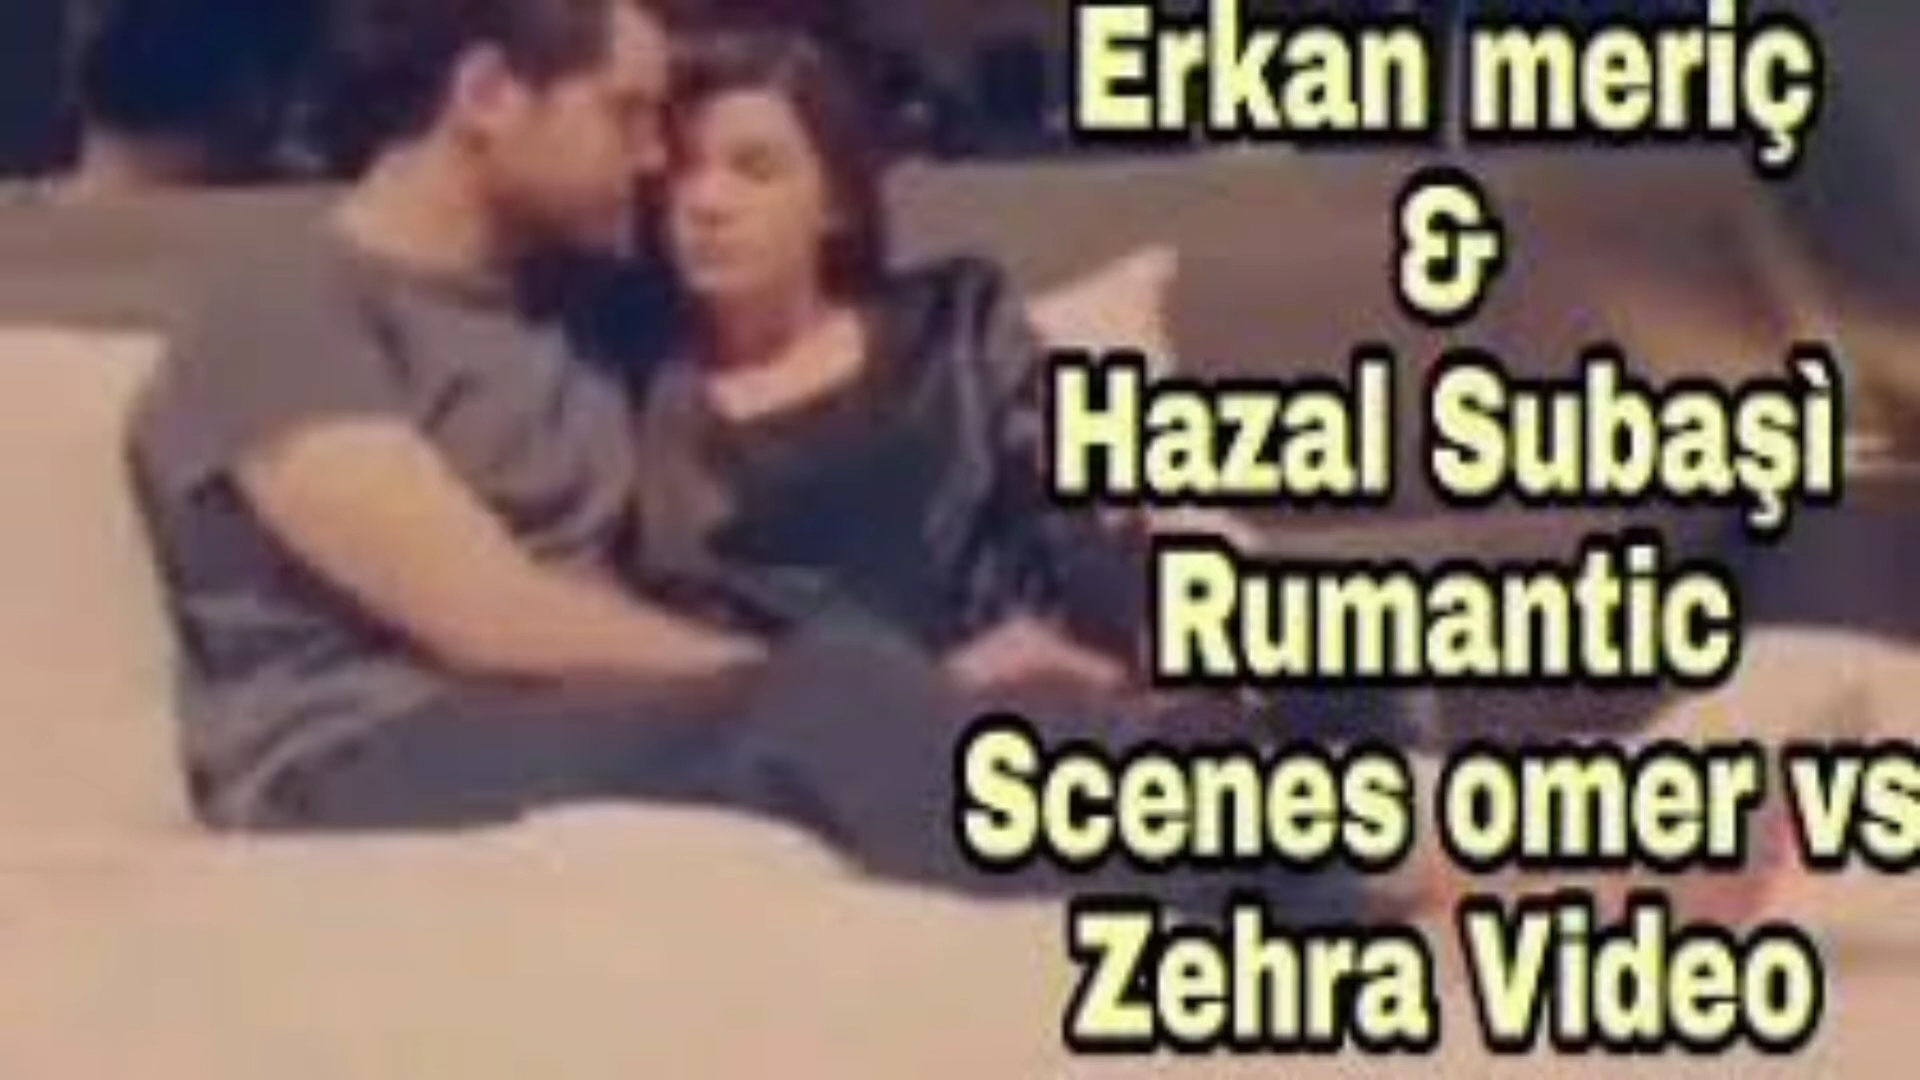 Erkan meriç
&
Hazal Subaşì
Rumantic
Scenes omer vs
Zehra Video